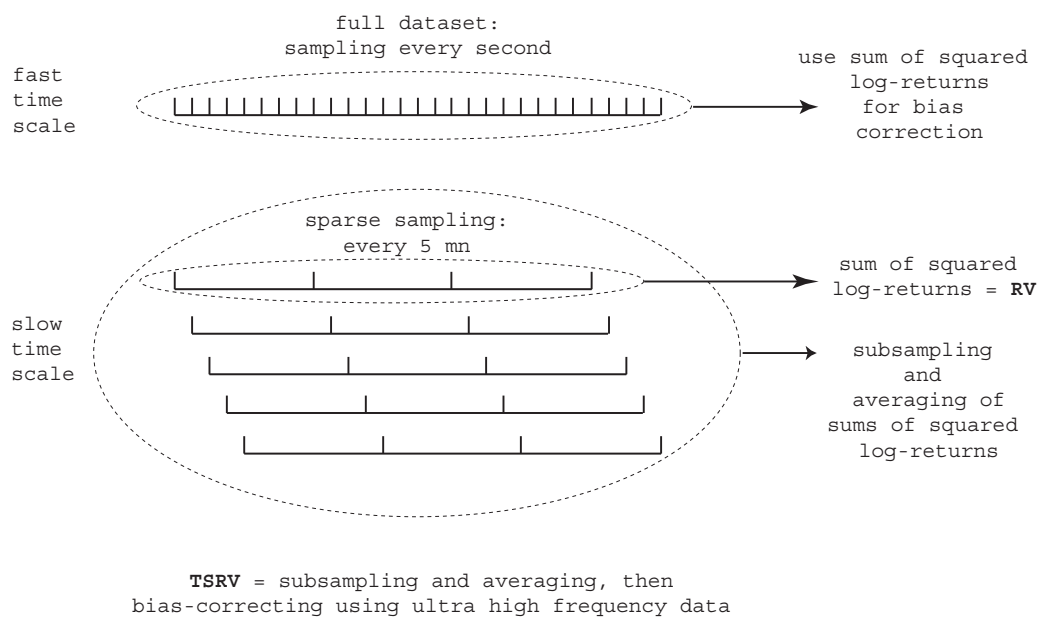 full dataset:
sampling every second
fast
time
scale
use sum of squared
log-returns
for bias
correction
sparse sampling:
every 5 mn
sum of squared
log-returns = RV
slow
time
scale
subsampling
and
averaging of
sums of squared
log-returns
TSRV = subsampling and averaging, then
bias-correcting using ultra high frequency data